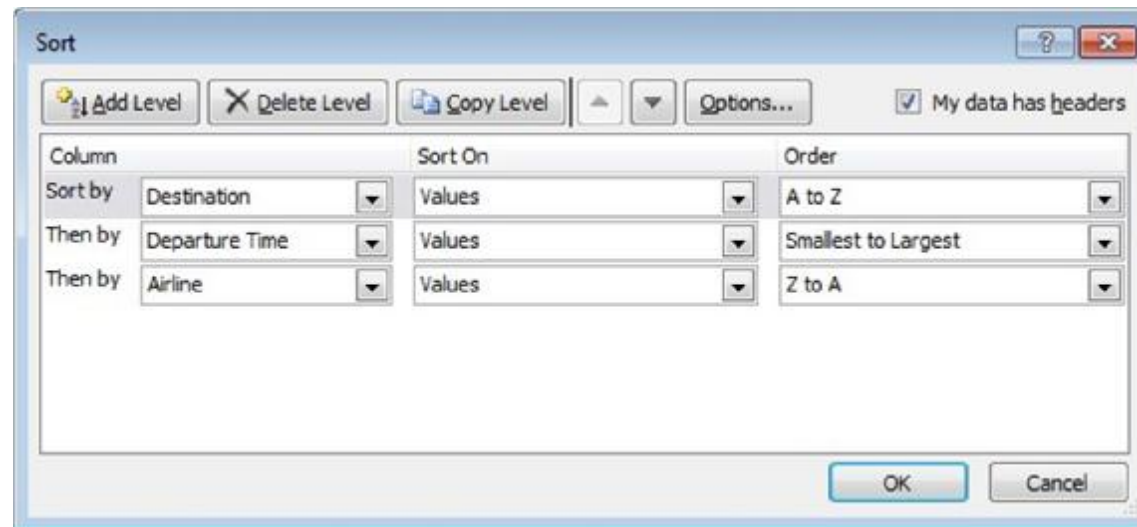 Sort
Add Level Delete Level Copy Level Options... My data has headers
Column Sort On Order
Sort by Destination Values A to Z
Then by Departure Time Values Smallest to Largest
Then by Airline Values Z to A
OK Cancel